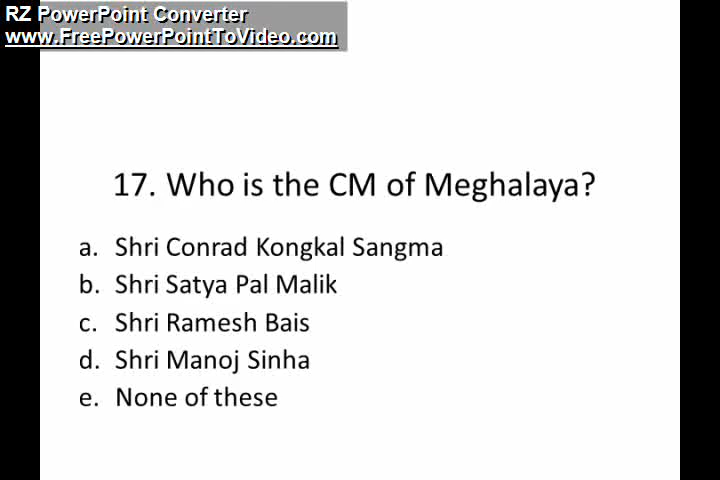 RZ PowerPoint Converter
www.FreePowerPointToVideo.com
17. Who is the CM of Meghalaya?
a. Shri Conrad Kongkal Sangma
b. Shri Satya Pal Malik
c. Shri Ramesh Bais
d. Shri Manoj Sinha
e. None of these